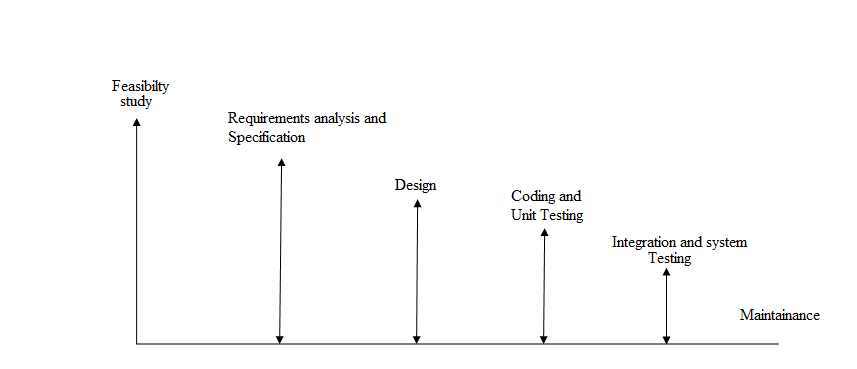 Feasibilty
study
Requirements analysis and
Specification
Design
Coding and
Unit Testing
Integration and system
Testing
Maintainance